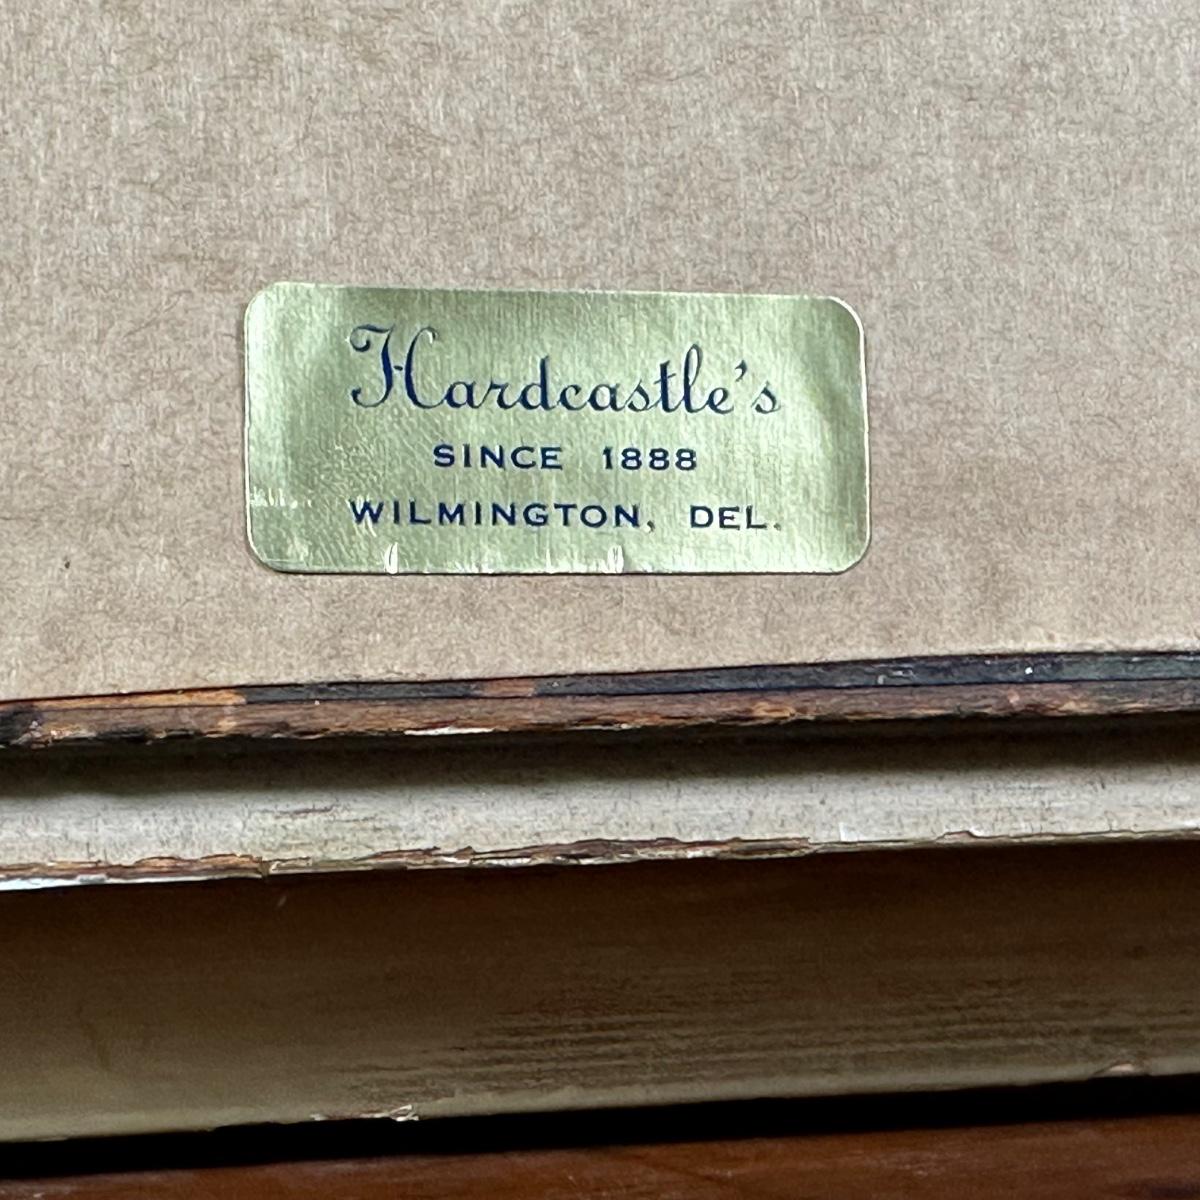 Hardcastle's
SINCE 1888
WILMINGTON, DEL.